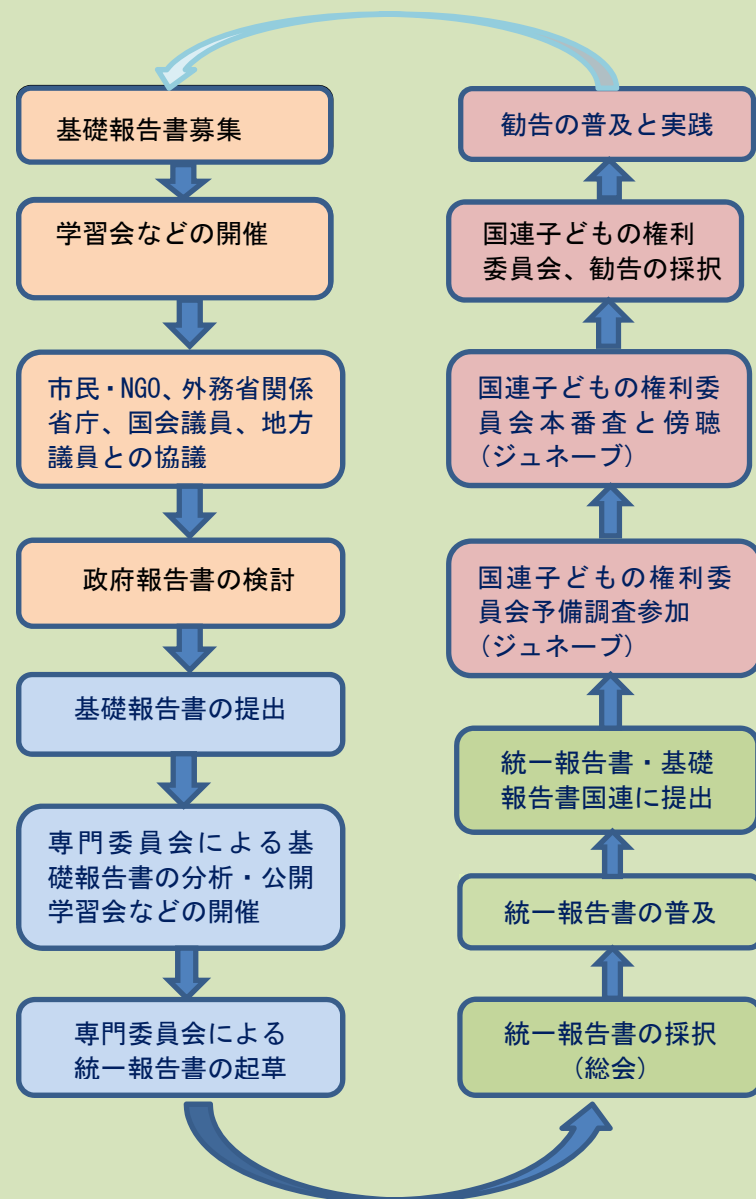 基礎報告書募集
学習会などの開催
市民・NGO、外務省関係
省庁、国会議員、地方
議員との協議
政府報告書の検討
基礎報告書の提出
専門委員会による基
礎報告書の分析・公開
学習会などの開催
専門委員会による
統一報告書の起草
勧告の普及と実践
国連子どもの権利
委員会、勧告の採択
国連子どもの権利委
員会本審査と傍聴
(ジュネーブ)
国連子どもの権利委
員会予備調査参加
(ジュネーブ)
統一報告書・基礎
報告書国連に提出
統一報告書の普及
統一報告書の採択
(総会)